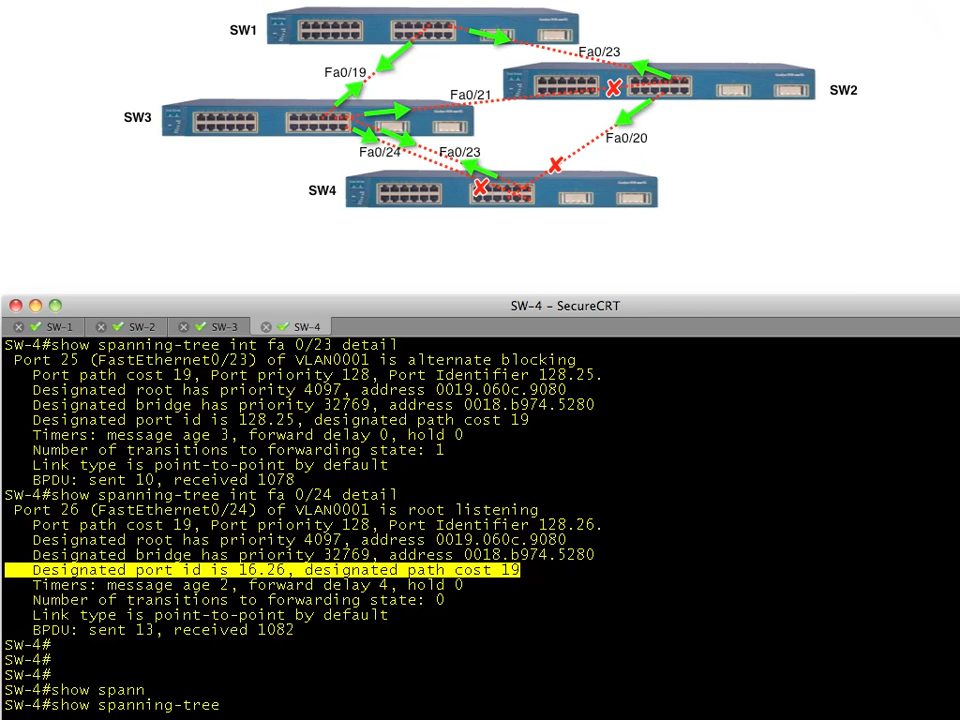 SW1
Fa0/23
Fa0/19
SW2
Fa0/21
SW3
Fa0/20
Fa0/24
Fa0/23
SW4
SW-4 - SecureCRT
SW-1 SW-2 SW-3 SW-4
SW-4#show spanning-tree int fa 0/23 detail
Port 25 (FastEthernet0/23) of VLAN0001 is alternate blocking
Port path cost 19, Port priority 128, Port Identifier 128.25.
Designated root has priority 4097, address 0019.060c.9080
Designated bridge has priority 32769, address 0018.b974.5280
Designated port id is 128.25, designated path cost 19
Timers: message age 3, forward delay 0, hold 0
Number of transitions to forwarding state: 1
Link type is point-to-point by default
BPDU: sent 10, received 1078
SW-4#show spanning-tree int fa 0/24 detail
Port 26 (FastEthernet0/24) of VLAN0001 is root listening
Port path cost 19, Port priority 128, Port Identifier 128.26.
Designated root has priority 4097, address 0019.060c.9080
Designated bridge has priority 32769, address 0018.b974.5280
Designated port id is 16.26, designated path cost 19
Timers: message age 2, forward delay 4, hold 0
Number of transitions to forwarding state: 0
Link type is point-to-point by default
BPDU: sent 13, received 1082
SW-4#
SW-4#
SW-4#
SW-4#show spann
SW-4#show spanning-tree